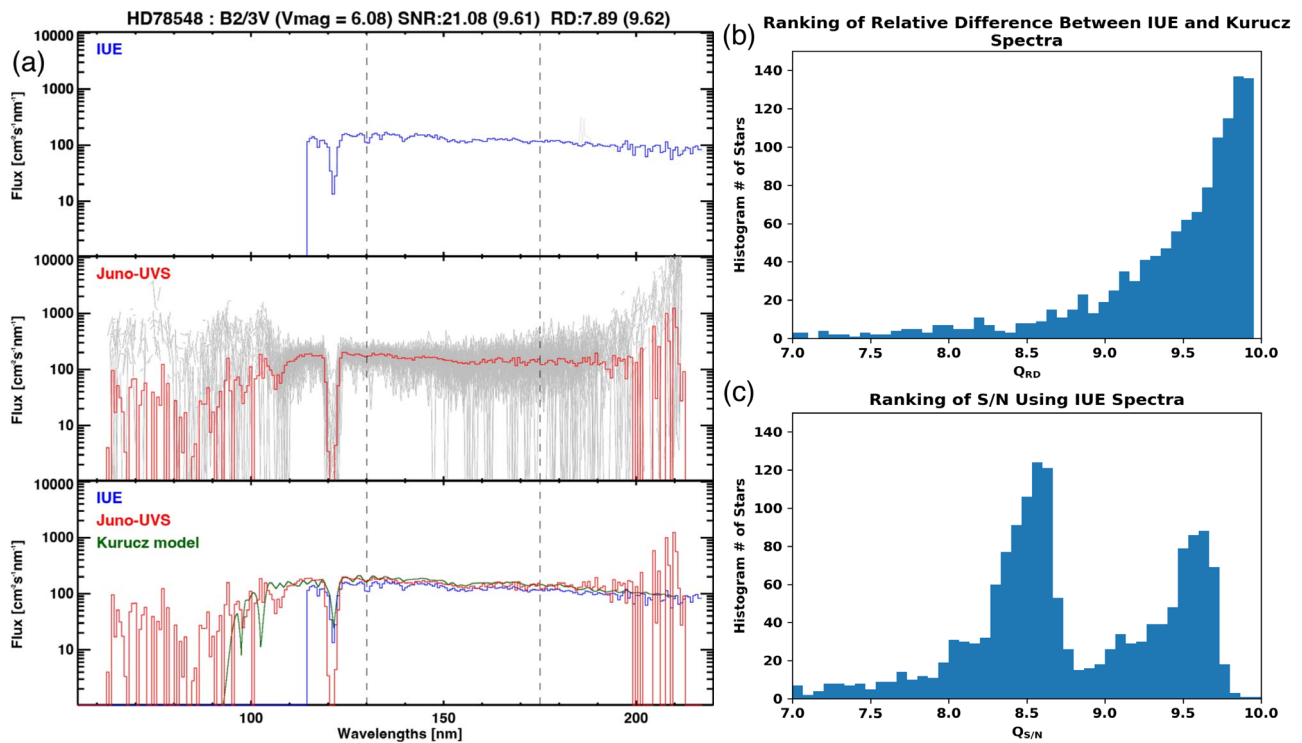 HD78548 : B2/3V (Vmag = 6.08) SNR:21.08 (9.61) RD:7.89 (9.62)
(a)
10000
IUE
1000
100
10
Flux [cm⁻²s⁻¹nm⁻¹]
10000
Juno-UVS
1000
100
10
Flux [cm⁻²s⁻¹nm⁻¹]
10000
IUE
Juno-UVS
Kurucz model
1000
100
10
Flux [cm⁻²s⁻¹nm⁻¹]
100 150 200
Wavelengths [nm]
(b)
Ranking of Relative Difference Between IUE and Kurucz
Spectra
140
120
100
80
60
40
20
0
Histogram # of Stars
7.0 7.5 8.0 8.5 9.0 9.5 10.0
Q_RD
(c)
Ranking of S/N Using IUE Spectra
140
120
100
80
60
40
20
0
Histogram # of Stars
7.0 7.5 8.0 8.5 9.0 9.5 10.0
Q_S/N